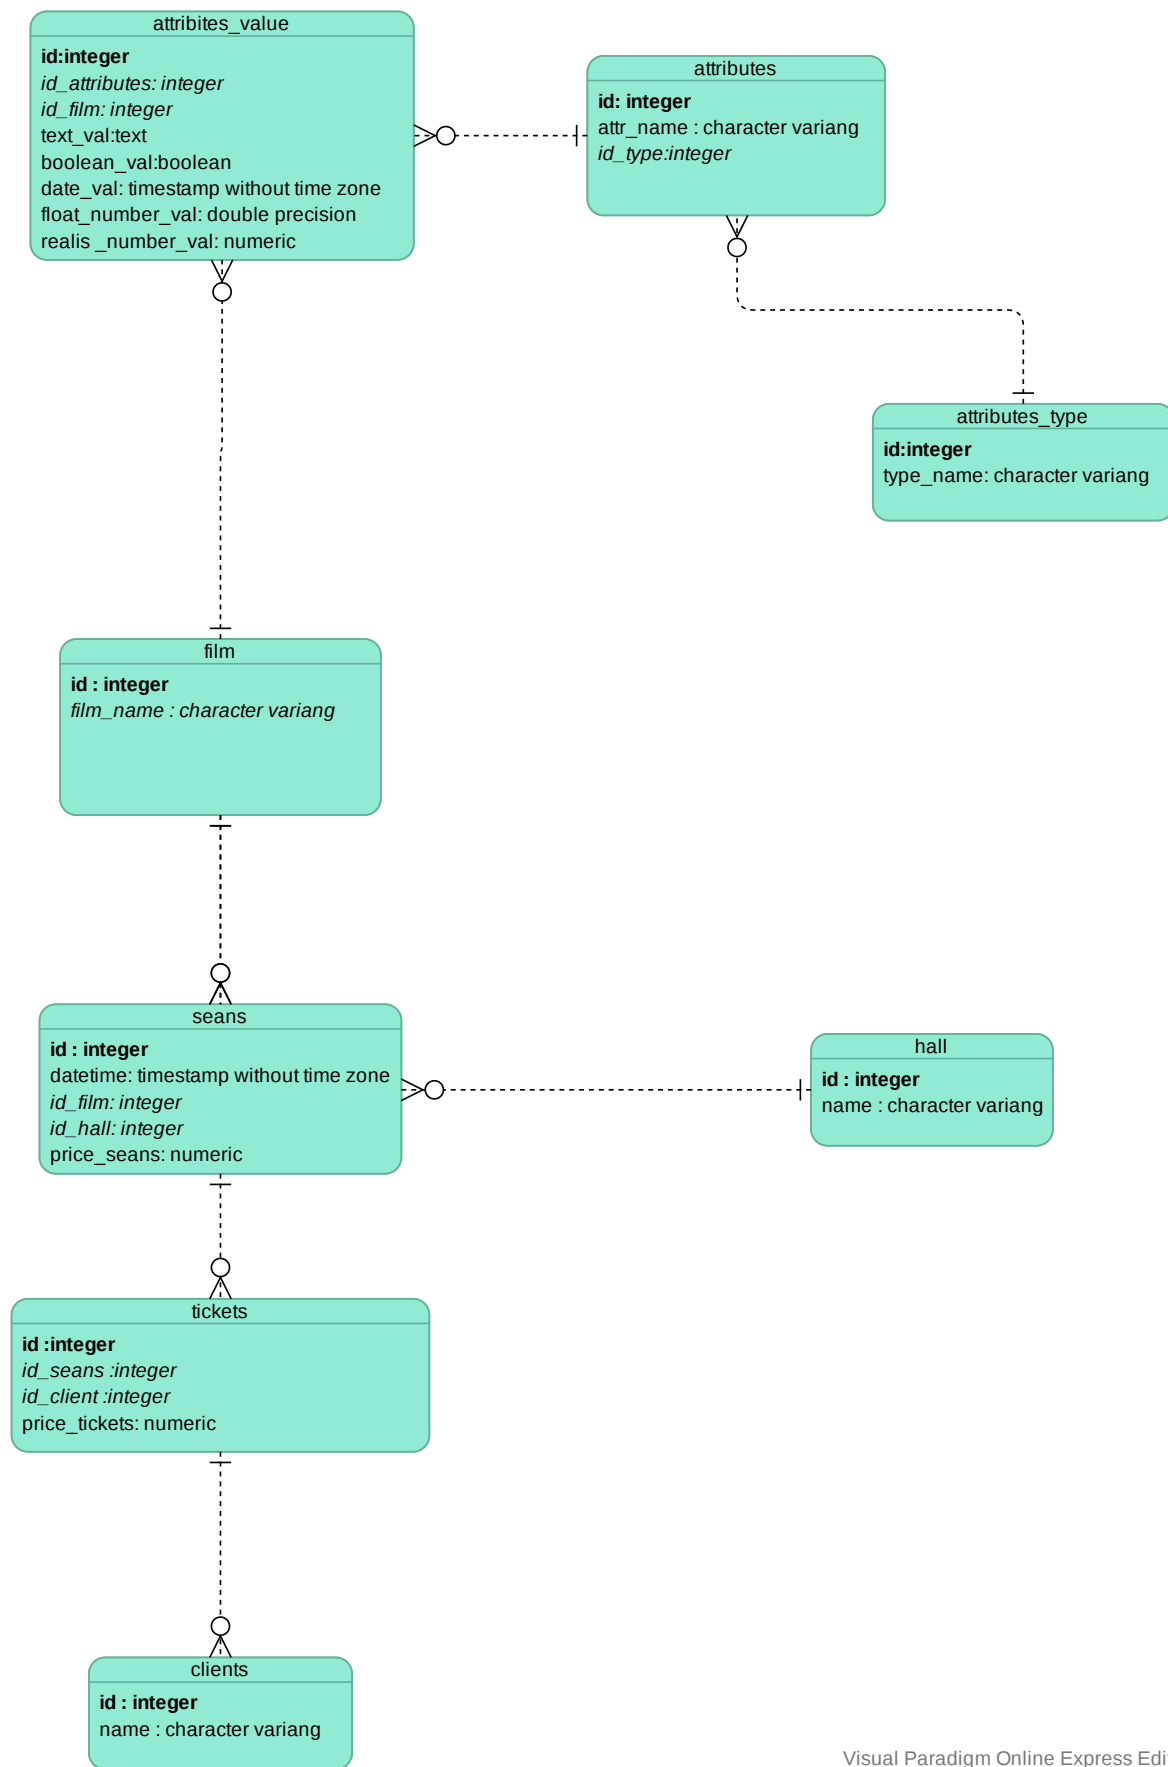 attribites_value
id:integer
id_attributes: integer
id_film: integer
text_val:text
boolean_val:boolean
date_val: timestamp without time zone
float_number_val: double precision
realis _number_val: numeric
attributes
id: integer
attr_name : character variang
id_type:integer
attributes_type
id:integer
type_name: character variang
film
id : integer
film_name : character variang
seans
id : integer
datetime: timestamp without time zone
id_film: integer
id_hall: integer
price_seans: numeric
hall
id : integer
name : character variang
tickets
id :integer
id_seans :integer
id_client :integer
price_tickets: numeric
clients
id : integer
name : character variang
Visual Paradigm Online Express Edi